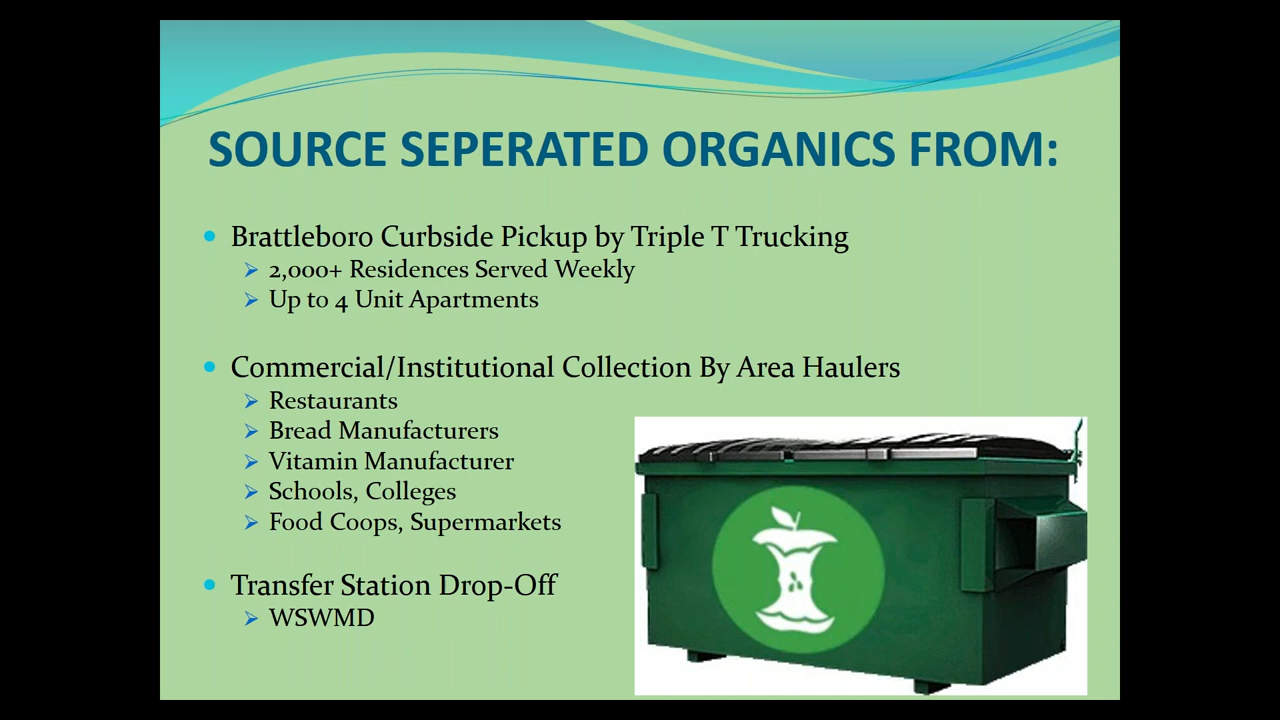 SOURCE SEPERATED ORGANICS FROM:
Brattleboro Curbside Pickup by Triple T Trucking
2,000+ Residences Served Weekly
Up to 4 Unit Apartments
Commercial/Institutional Collection By Area Haulers
Restaurants
Bread Manufacturers
Vitamin Manufacturer
Schools, Colleges
Food Coops, Supermarkets
Transfer Station Drop-Off
WSWMD